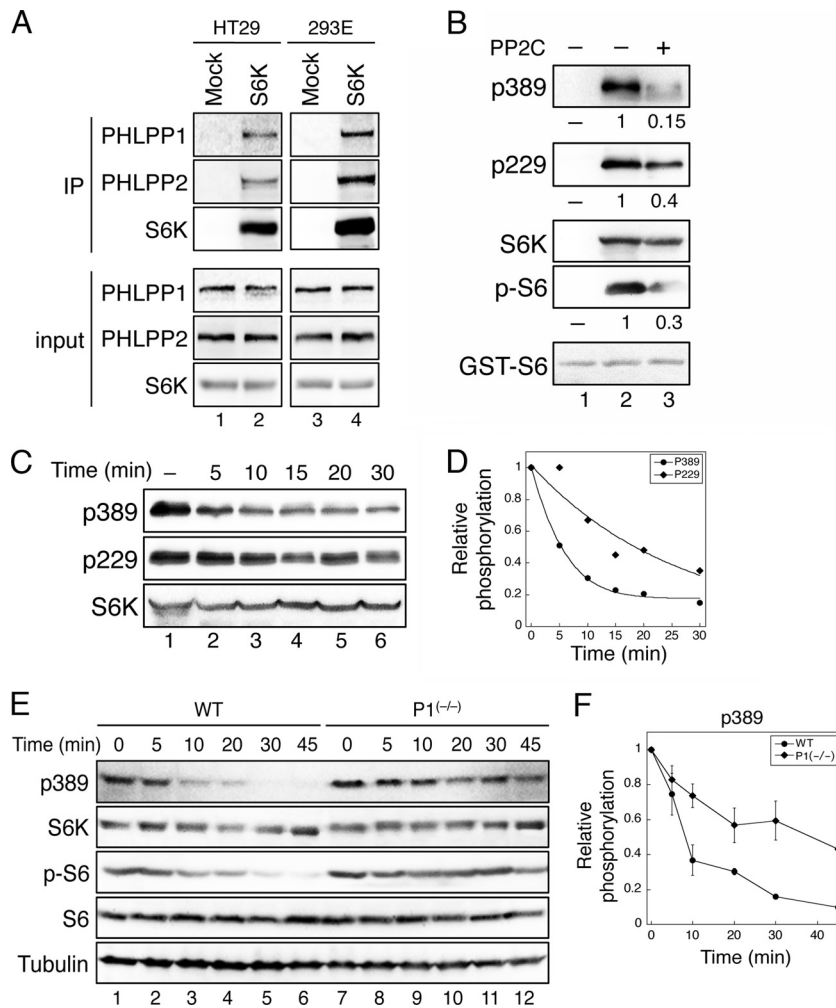 A
HT29 293E
Mock S6K Mock S6K
IP
PHLPP1
PHLPP2
S6K
input
PHLPP1
PHLPP2
S6K
1 2 3 4
B
PP2C – – +
p389
– 1 0.15
p229
– 1 0.4
S6K
p-S6
– 1 0.3
GST-S6
1 2 3
C
Time (min) – 5 10 15 20 30
p389
p229
S6K
1 2 3 4 5 6
D
P389
P229
Relative
phosphorylation
1
0.8
0.6
0.4
0.2
0 5 10 15 20 25 30
Time (min)
E
WT P1(–/–)
Time (min) 0 5 10 20 30 45 0 5 10 20 30 45
p389
S6K
p-S6
S6
Tubulin
1 2 3 4 5 6 7 8 9 10 11 12
F
p389
WT
P1(-/-)
Relative
phosphorylation
1
0.8
0.6
0.4
0.2
0
0 10 20 30 40
Time (min)